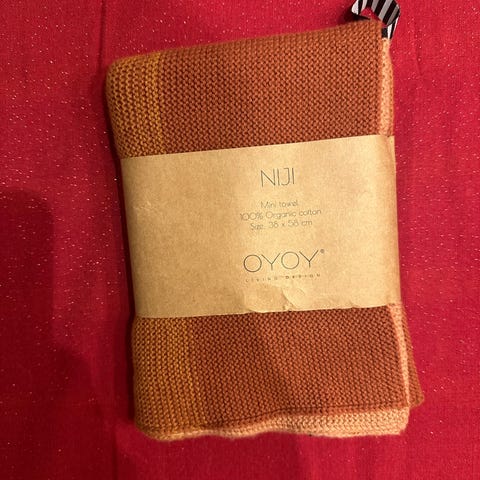 NIJI
Mini towel
100% Organic cotton
Size: 38 x 58 cm
OYOY®
LIVING DESIGN